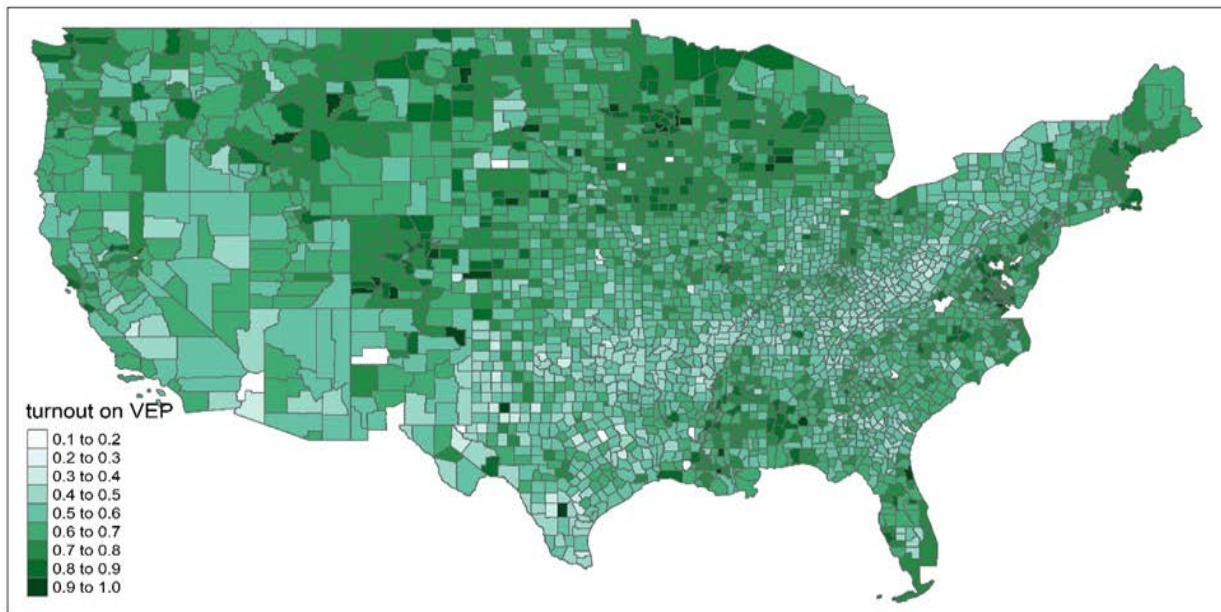 turnout on VEP
0.1 to 0.2
0.2 to 0.3
0.3 to 0.4
0.4 to 0.5
0.5 to 0.6
0.6 to 0.7
0.7 to 0.8
0.8 to 0.9
0.9 to 1.0